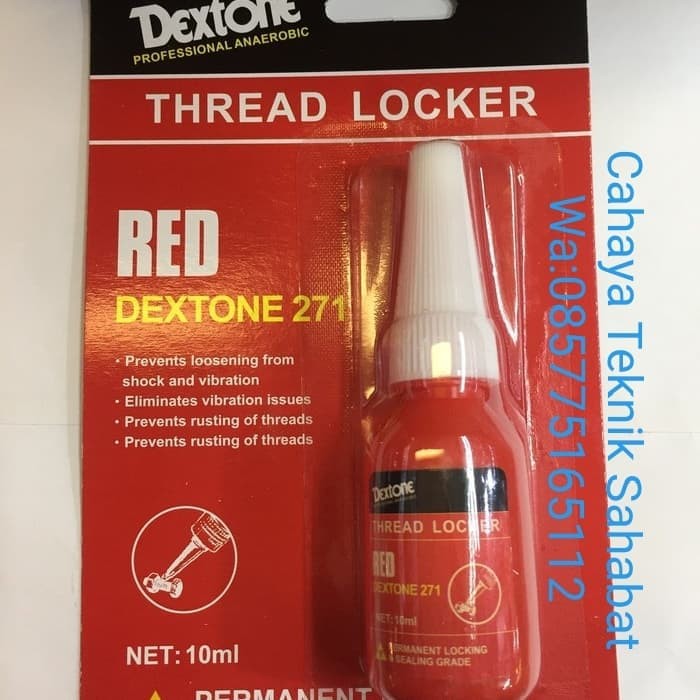 Dextone
PROFESSIONAL ANAEROBIC
THREAD LOCKER
RED
DEXTONE 271
• Prevents loosening from
shock and vibration
• Eliminates vibration issues
• Prevents rusting of threads
• Prevents rusting of threads
NET: 10ml
PERMANENT
Dextone
THREAD LOCKER
RED
DEXTONE 271
NET: 10ml
PERMANENT LOCKING
& SEALING GRADE
Cahaya Teknik Sahabat
Wa:085775165112